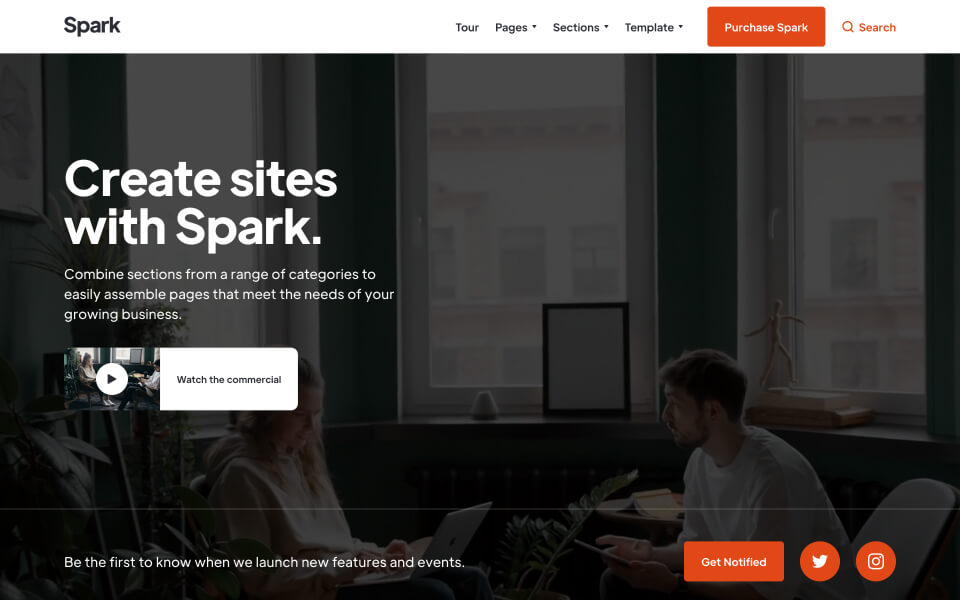 Spark
Tour Pages Sections Template Purchase Spark Search
Create sites
with Spark.
Combine sections from a range of categories to
easily assemble pages that meet the needs of your
growing business.
Watch the commercial
Be the first to know when we launch new features and events.
Get Notified